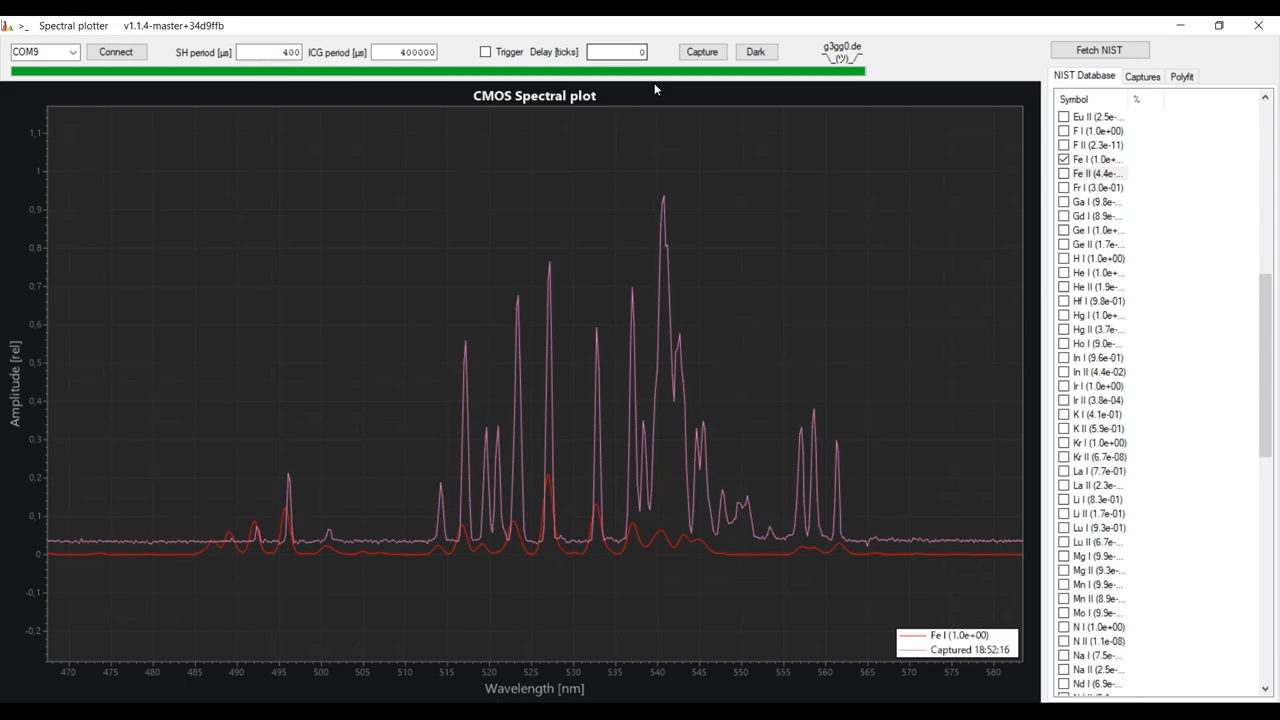 >_ Spectral plotter v1.1.4-master+34d9ffb
COM9 Connect SH period [µs] 400 ICG period [µs] 400000 Trigger Delay [ticks] 0 Capture Dark g3gg0.de
¯\_(ツ)_/¯
Fetch NIST
NIST Database Captures Polyfit
Symbol %
Eu II (2.5e-...
F I (1.0e+00)
F II (2.3e-11)
Fe I (1.0e+...
Fe II (4.4e-...
Fr I (3.0e-01)
Ga I (9.8e-...
Gd I (8.9e-...
Ge I (1.0e+...
Ge II (1.7e-...
H I (1.0e+00)
He I (1.0e+...
He II (1.9e-...
Hf I (9.8e-01)
Hg I (1.0e+...
Hg II (3.7e-...
Ho I (9.0e-...
In I (9.6e-01)
In II (4.4e-02)
Ir I (1.0e+00)
Ir II (3.8e-04)
K I (4.1e-01)
K II (5.9e-01)
Kr I (1.0e+00)
Kr II (6.7e-08)
La I (7.7e-01)
La II (2.3e-...
Li I (8.3e-01)
Li II (1.7e-01)
Lu I (9.3e-01)
Lu II (6.7e-...
Mg I (9.9e-...
Mg II (9.3e-...
Mn I (9.9e-...
Mn II (8.9e-...
Mo I (9.9e-...
N I (1.0e+00)
N II (1.1e-08)
Na I (7.5e-...
Na II (2.5e-...
Nd I (6.9e-...
CMOS Spectral plot
Amplitude [rel]
1,1
1
0,9
0,8
0,7
0,6
0,5
0,4
0,3
0,2
0,1
0
-0,1
-0,2
Fe I (1.0e+00)
Captured 18:52:16
470 475 480 485 490 495 500 505 510 515 520 525 530 535 540 545 550 555 560 565 570 575 580
Wavelength [nm]